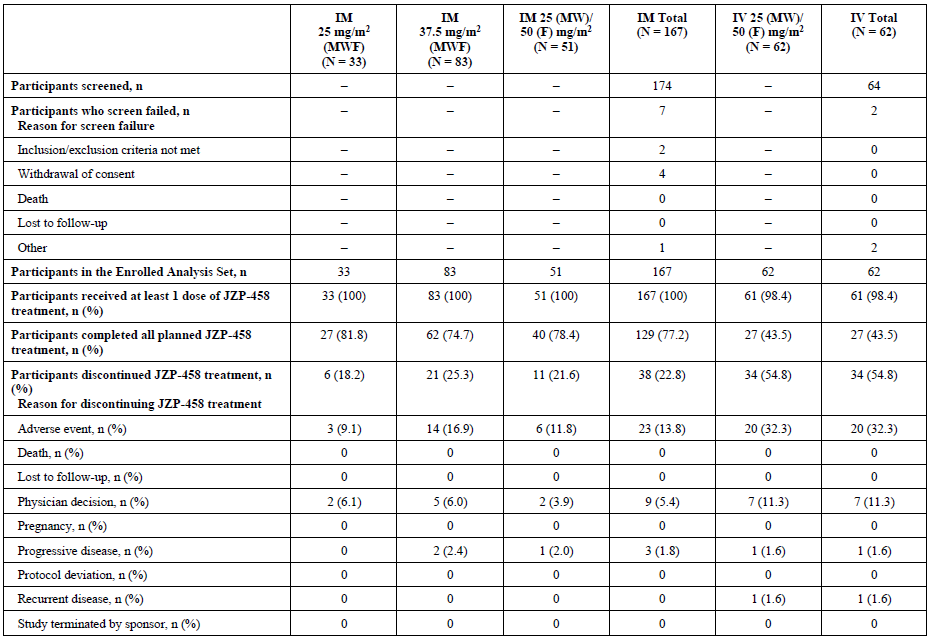 IM 25 mg/m² (MWF) (N = 33) IM 37.5 mg/m² (MWF) (N = 83) IM 25 (MW)/ 50 (F) mg/m² (N = 51) IM Total (N = 167) IV 25 (MW)/ 50 (F) mg/m² (N = 62) IV Total (N = 62)
Participants screened, n – – – 174 – 64
Participants who screen failed, n – – – 7 – 2
Reason for screen failure
Inclusion/exclusion criteria not met – – – 2 – 0
Withdrawal of consent – – – 4 – 0
Death – – – 0 – 0
Lost to follow-up – – – 0 – 0
Other – – – 1 – 2
Participants in the Enrolled Analysis Set, n 33 83 51 167 62 62
Participants received at least 1 dose of JZP-458 33 (100) 83 (100) 51 (100) 167 (100) 61 (98.4) 61 (98.4)
treatment, n (%)
Participants completed all planned JZP-458 27 (81.8) 62 (74.7) 40 (78.4) 129 (77.2) 27 (43.5) 27 (43.5)
treatment, n (%)
Participants discontinued JZP-458 treatment, n 6 (18.2) 21 (25.3) 11 (21.6) 38 (22.8) 34 (54.8) 34 (54.8)
(%)
Reason for discontinuing JZP-458 treatment
Adverse event, n (%) 3 (9.1) 14 (16.9) 6 (11.8) 23 (13.8) 20 (32.3) 20 (32.3)
Death, n (%) 0 0 0 0 0 0
Lost to follow-up, n (%) 0 0 0 0 0 0
Physician decision, n (%) 2 (6.1) 5 (6.0) 2 (3.9) 9 (5.4) 7 (11.3) 7 (11.3)
Pregnancy, n (%) 0 0 0 0 0 0
Progressive disease, n (%) 0 2 (2.4) 1 (2.0) 3 (1.8) 1 (1.6) 1 (1.6)
Protocol deviation, n (%) 0 0 0 0 0 0
Recurrent disease, n (%) 0 0 0 0 1 (1.6) 1 (1.6)
Study terminated by sponsor, n (%) 0 0 0 0 0 0